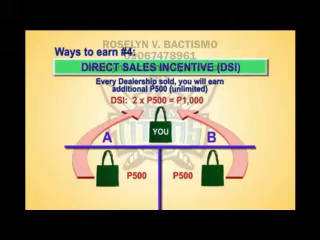 ROSELYN V. BACTISMO
Ways to earn #4:
09067478961
DIRECT SALES INCENTIVE (DSI)
Every Dealership sold, you will earn
additional P500 (unlimited)
DSI: 2 x P500 = P1,000
YOU
A
B
P500
P500